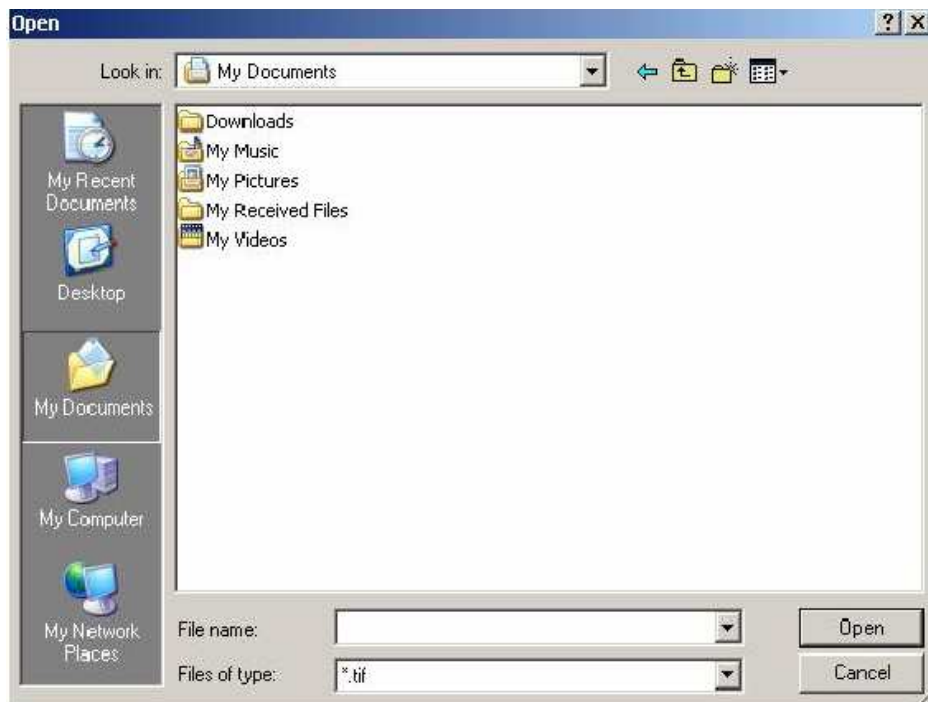 Open
Look in: My Documents
Downloads
My Music
My Pictures
My Received Files
My Videos
My Recent
Documents
Desktop
My Documents
My Computer
My Network
Places
File name:
Open
Files of type: *.tif
Cancel